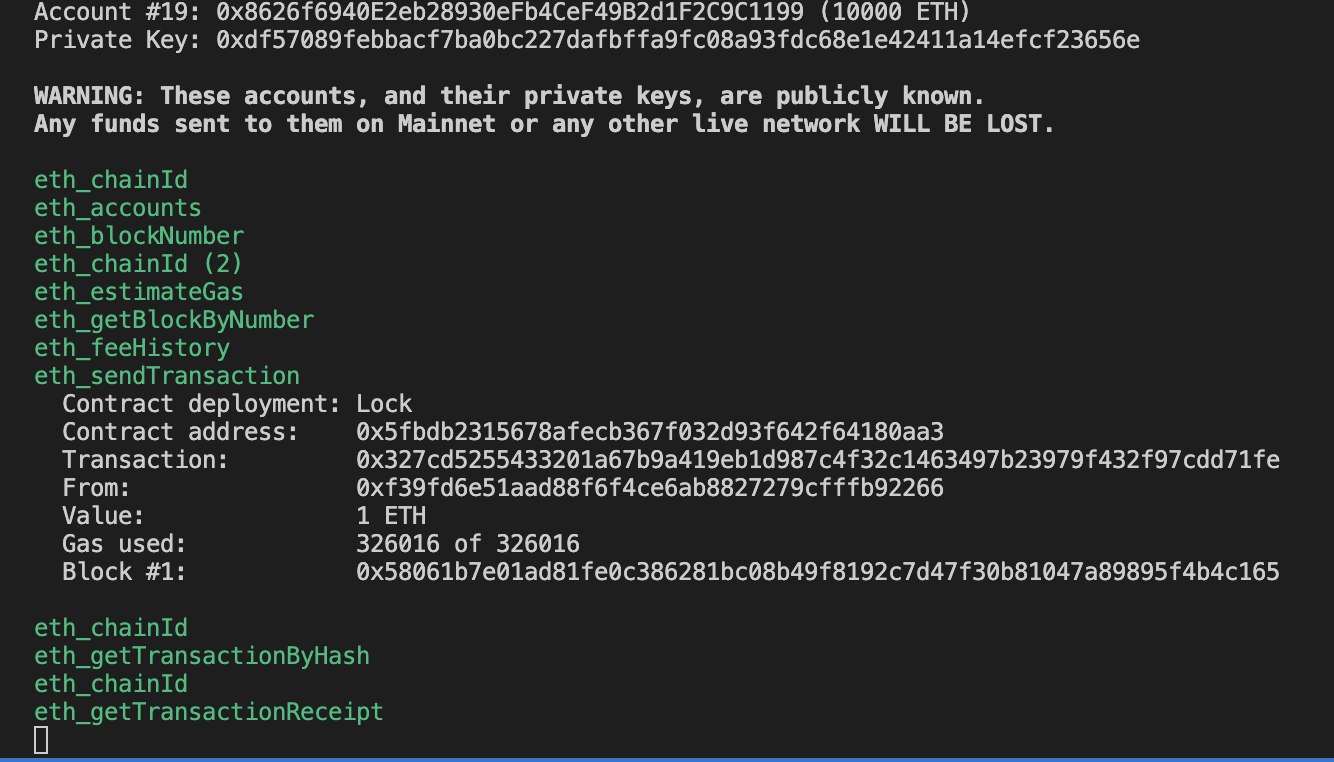 Account #19: 0x8626f6940E2eb28930eFb4CeF49B2d1F2C9C1199 (10000 ETH)
Private Key: 0xdf57089febbacf7ba0bc227dafbffa9fc08a93fdc68e1e42411a14efcf23656e
WARNING: These accounts, and their private keys, are publicly known.
Any funds sent to them on Mainnet or any other live network WILL BE LOST.
eth_chainId
eth_accounts
eth_blockNumber
eth_chainId (2)
eth_estimateGas
eth_getBlockByNumber
eth_feeHistory
eth_sendTransaction
Contract deployment: Lock
Contract address: 0x5fbdb2315678afecb367f032d93f642f64180aa3
Transaction: 0x327cd5255433201a67b9a419eb1d987c4f32c1463497b23979f432f97cdd71fe
From: 0xf39fd6e51aad88f6f4ce6ab8827279cfffb92266
Value: 1 ETH
Gas used: 326016 of 326016
Block #1: 0x58061b7e01ad81fe0c386281bc08b49f8192c7d47f30b81047a89895f4b4c165
eth_chainId
eth_getTransactionByHash
eth_chainId
eth_getTransactionReceipt